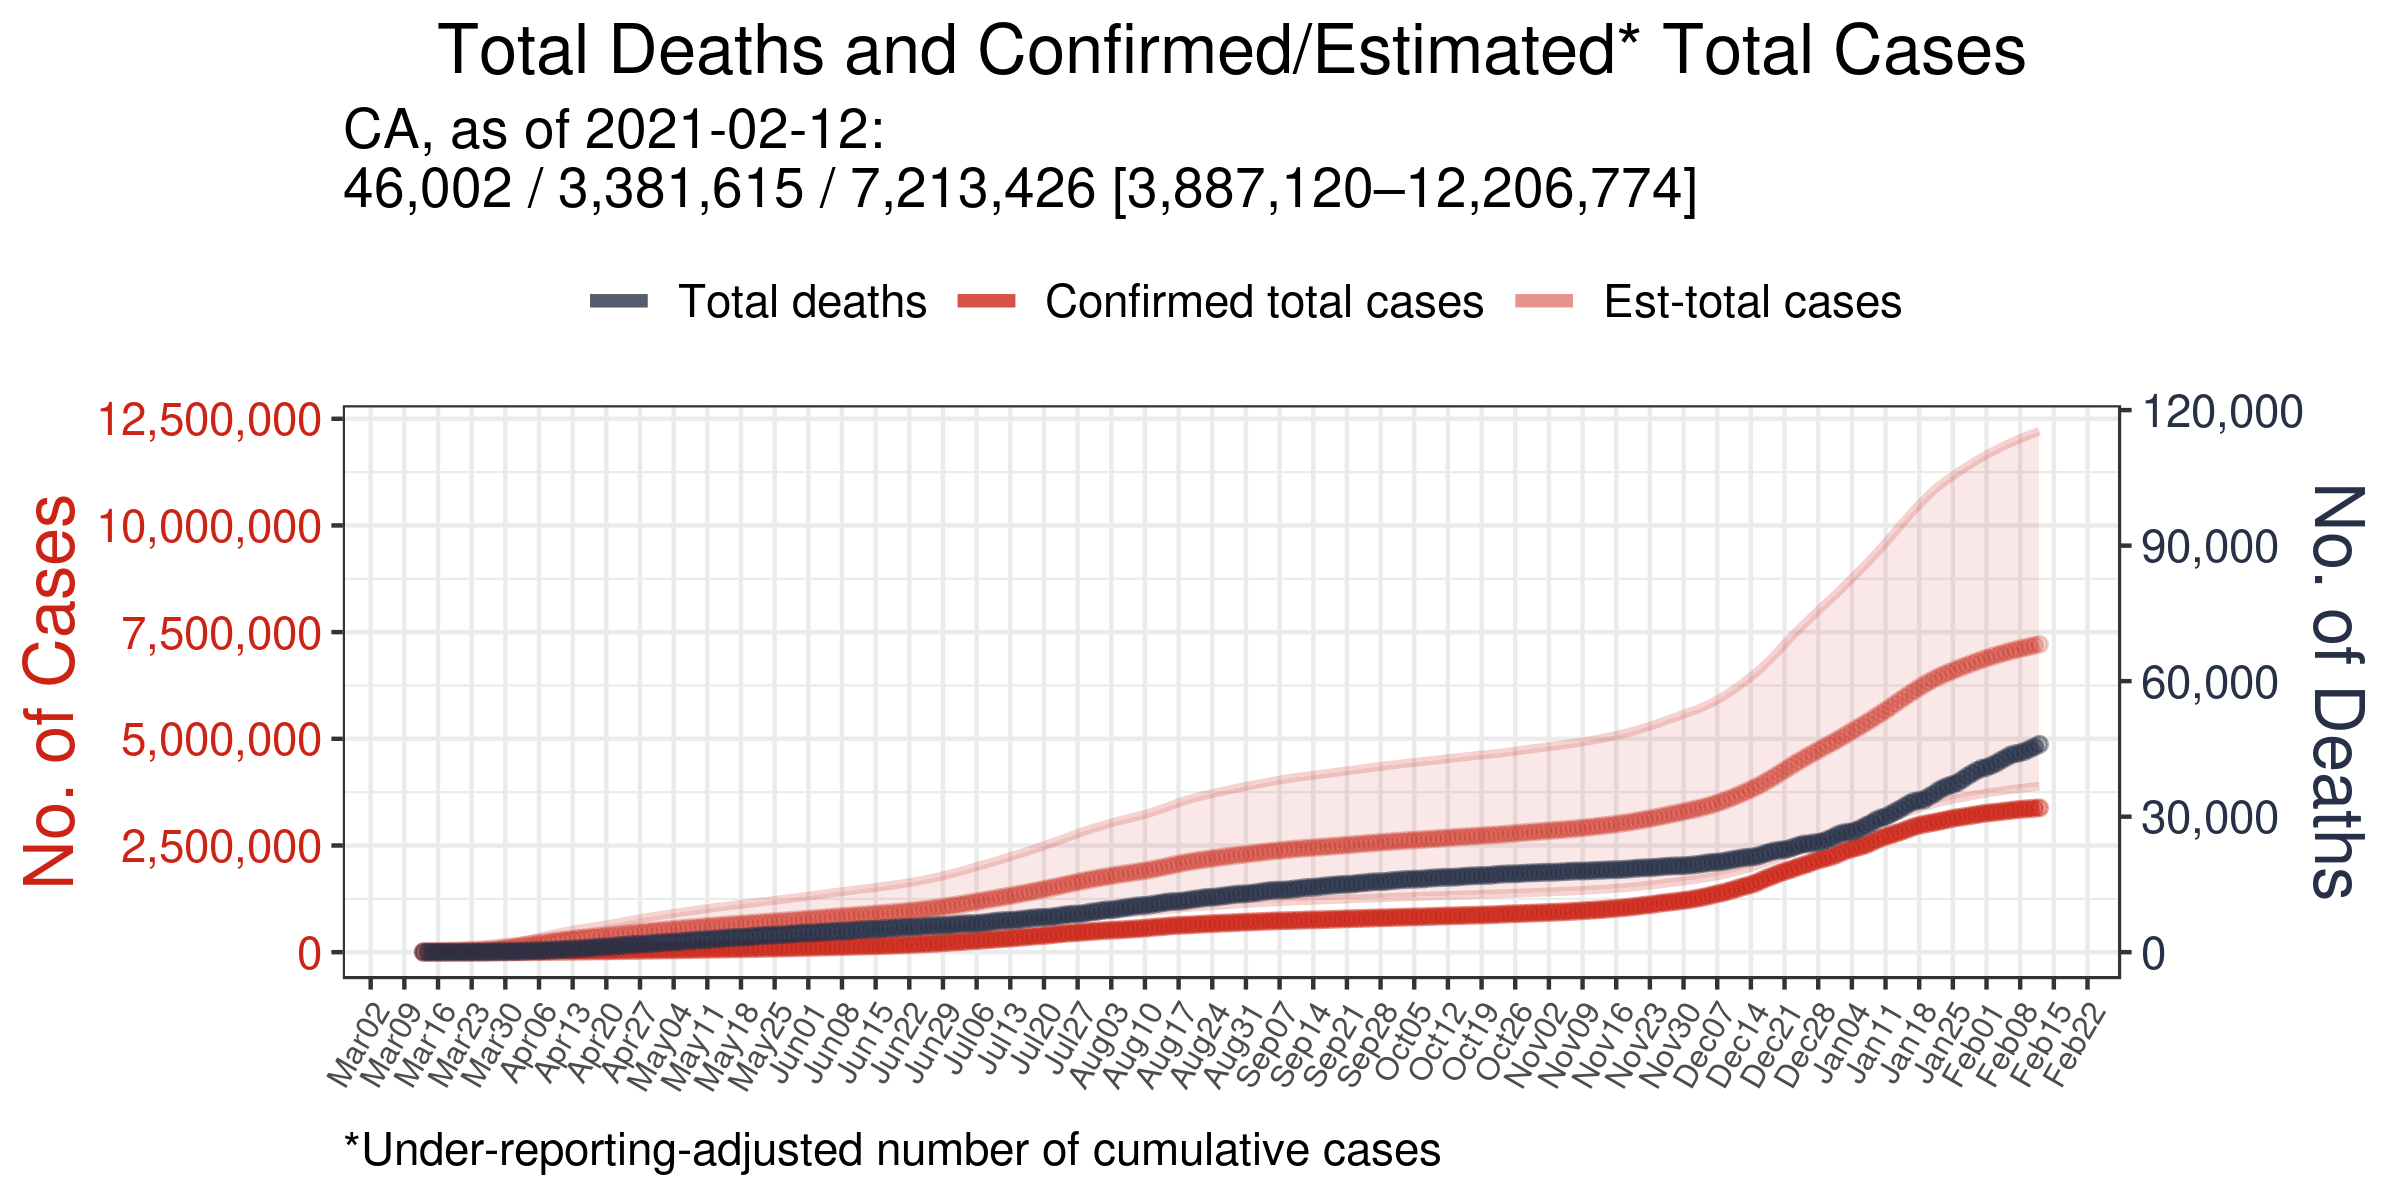 Total Deaths and Confirmed/Estimated* Total Cases
CA, as of 2021-02-12:
46,002 / 3,381,615 / 7,213,426 [3,887,120–12,206,774]
Total deaths
Confirmed total cases
Est-total cases
No. of Cases
12,500,000
10,000,000
7,500,000
5,000,000
2,500,000
0
120,000
90,000
60,000
30,000
0
No. of Deaths
Mar02
Mar09
Mar16
Mar23
Mar30
Apr06
Apr13
Apr20
Apr27
May04
May11
May18
May25
Jun01
Jun08
Jun15
Jun22
Jun29
Jul06
Jul13
Jul20
Jul27
Aug03
Aug10
Aug17
Aug24
Aug31
Sep07
Sep14
Sep21
Sep28
Oct05
Oct12
Oct19
Oct26
Nov02
Nov09
Nov16
Nov23
Nov30
Dec07
Dec14
Dec21
Dec28
Jan04
Jan11
Jan18
Jan25
Feb01
Feb08
Feb15
Feb22
*Under-reporting-adjusted number of cumulative cases